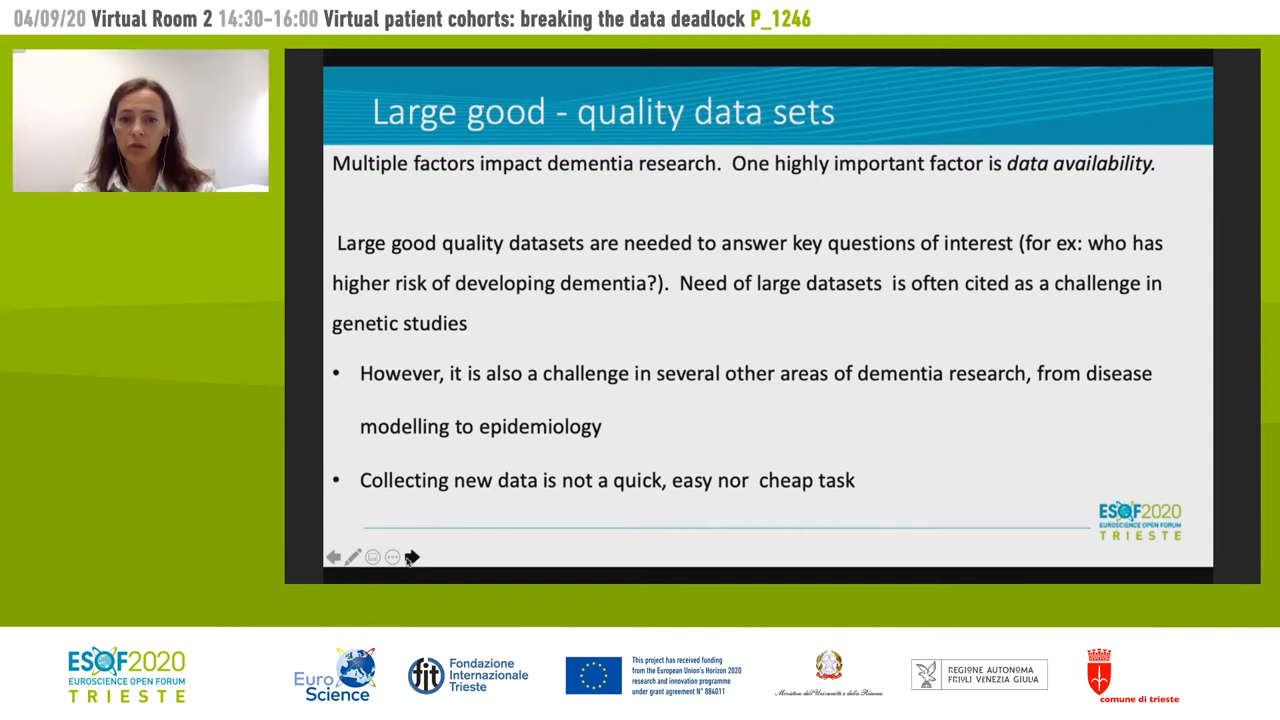 04/09/20 Virtual Room 2 14:30-16:00 Virtual patient cohorts: breaking the data deadlock P_1246
Large good - quality data sets
Multiple factors impact dementia research. One highly important factor is data availability.
Large good quality datasets are needed to answer key questions of interest (for ex: who has
higher risk of developing dementia?). Need of large datasets is often cited as a challenge in
genetic studies
• However, it is also a challenge in several other areas of dementia research, from disease
modelling to epidemiology
• Collecting new data is not a quick, easy nor cheap task
ESOF2020
EUROSCIENCE OPEN FORUM
TRIESTE
ESOF2020
EUROSCIENCE OPEN FORUM
TRIESTE
Euro
Science
fit
Fondazione
Internazionale
Trieste
This project has received funding
from the European Union's Horizon 2020
research and innovation programme
under grant agreement N° 884011
Ministero dell'Università e della Ricerca
REGIONE AUTONOMA
FRIULI VENEZIA GIULIA
comune di trieste